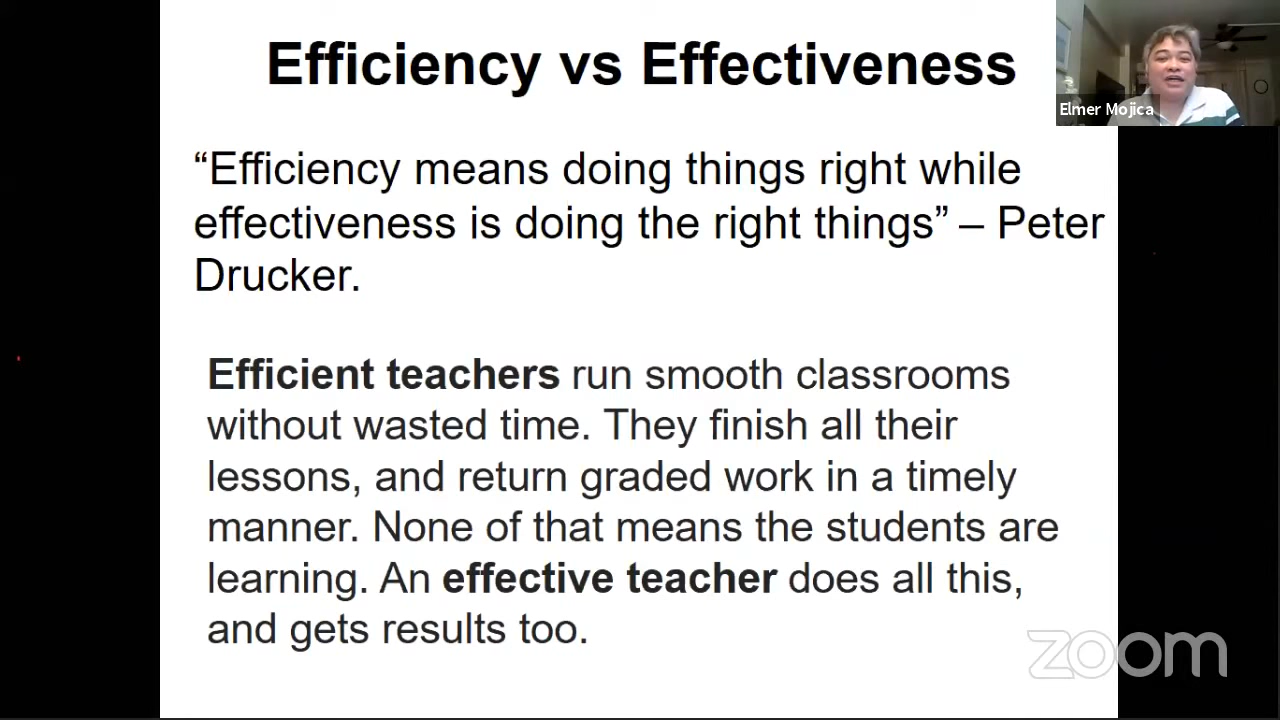 Efficiency vs Effectiveness
Elmer Mojica
“Efficiency means doing things right while
effectiveness is doing the right things” – Peter
Drucker.
Efficient teachers run smooth classrooms
without wasted time. They finish all their
lessons, and return graded work in a timely
manner. None of that means the students are
learning. An effective teacher does all this,
and gets results too.
zoom